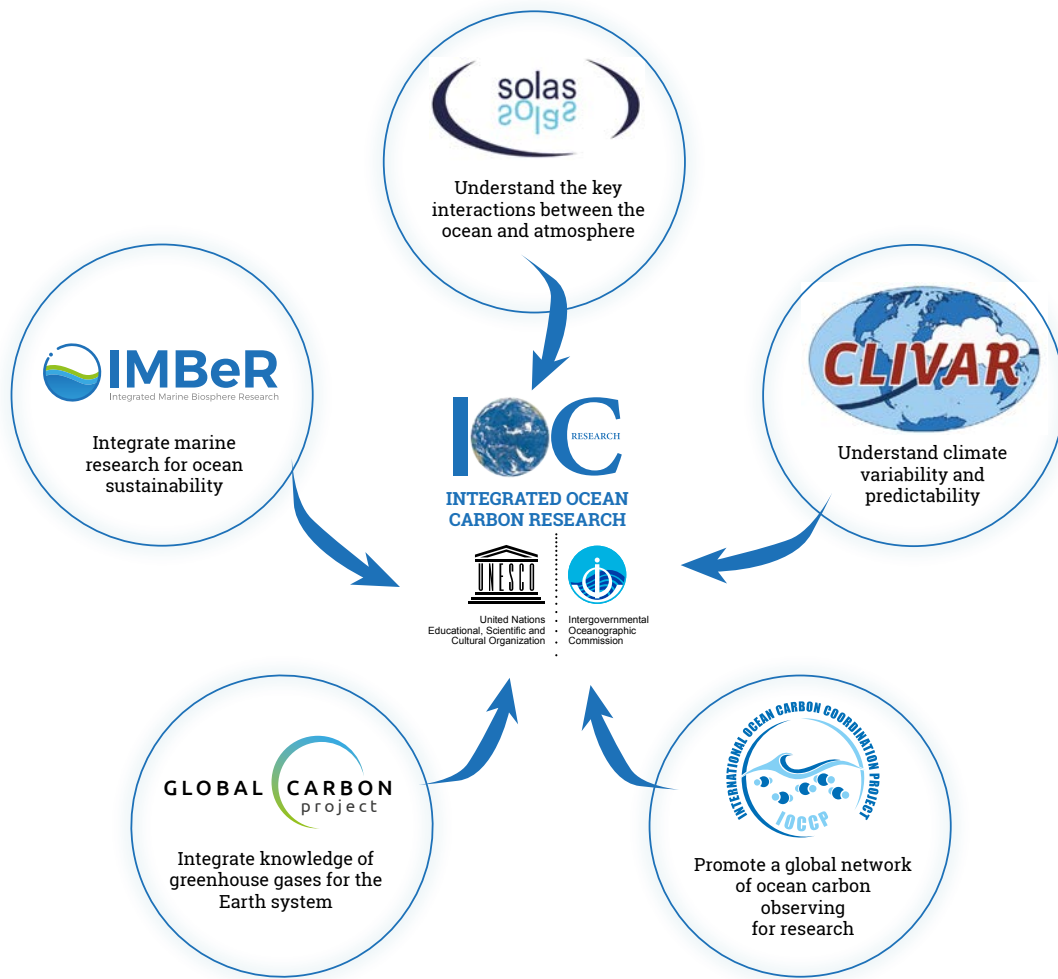 solas
solas
Understand the key
interactions between the
ocean and atmosphere
IMBeR
Integrated Marine Biosphere Research
Integrate marine
research for ocean
sustainability
CLIVAR
Understand climate
variability and
predictability
IOC
RESEARCH
INTEGRATED OCEAN
CARBON RESEARCH
UNESCO
United Nations
Educational, Scientific and
Cultural Organization
Intergovernmental
Oceanographic
Commission
GLOBAL CARBON
project
Integrate knowledge of
greenhouse gases for the
Earth system
INTERNATIONAL OCEAN CARBON COORDINATION PROJECT
IOCCP
Promote a global network
of ocean carbon
observing
for research